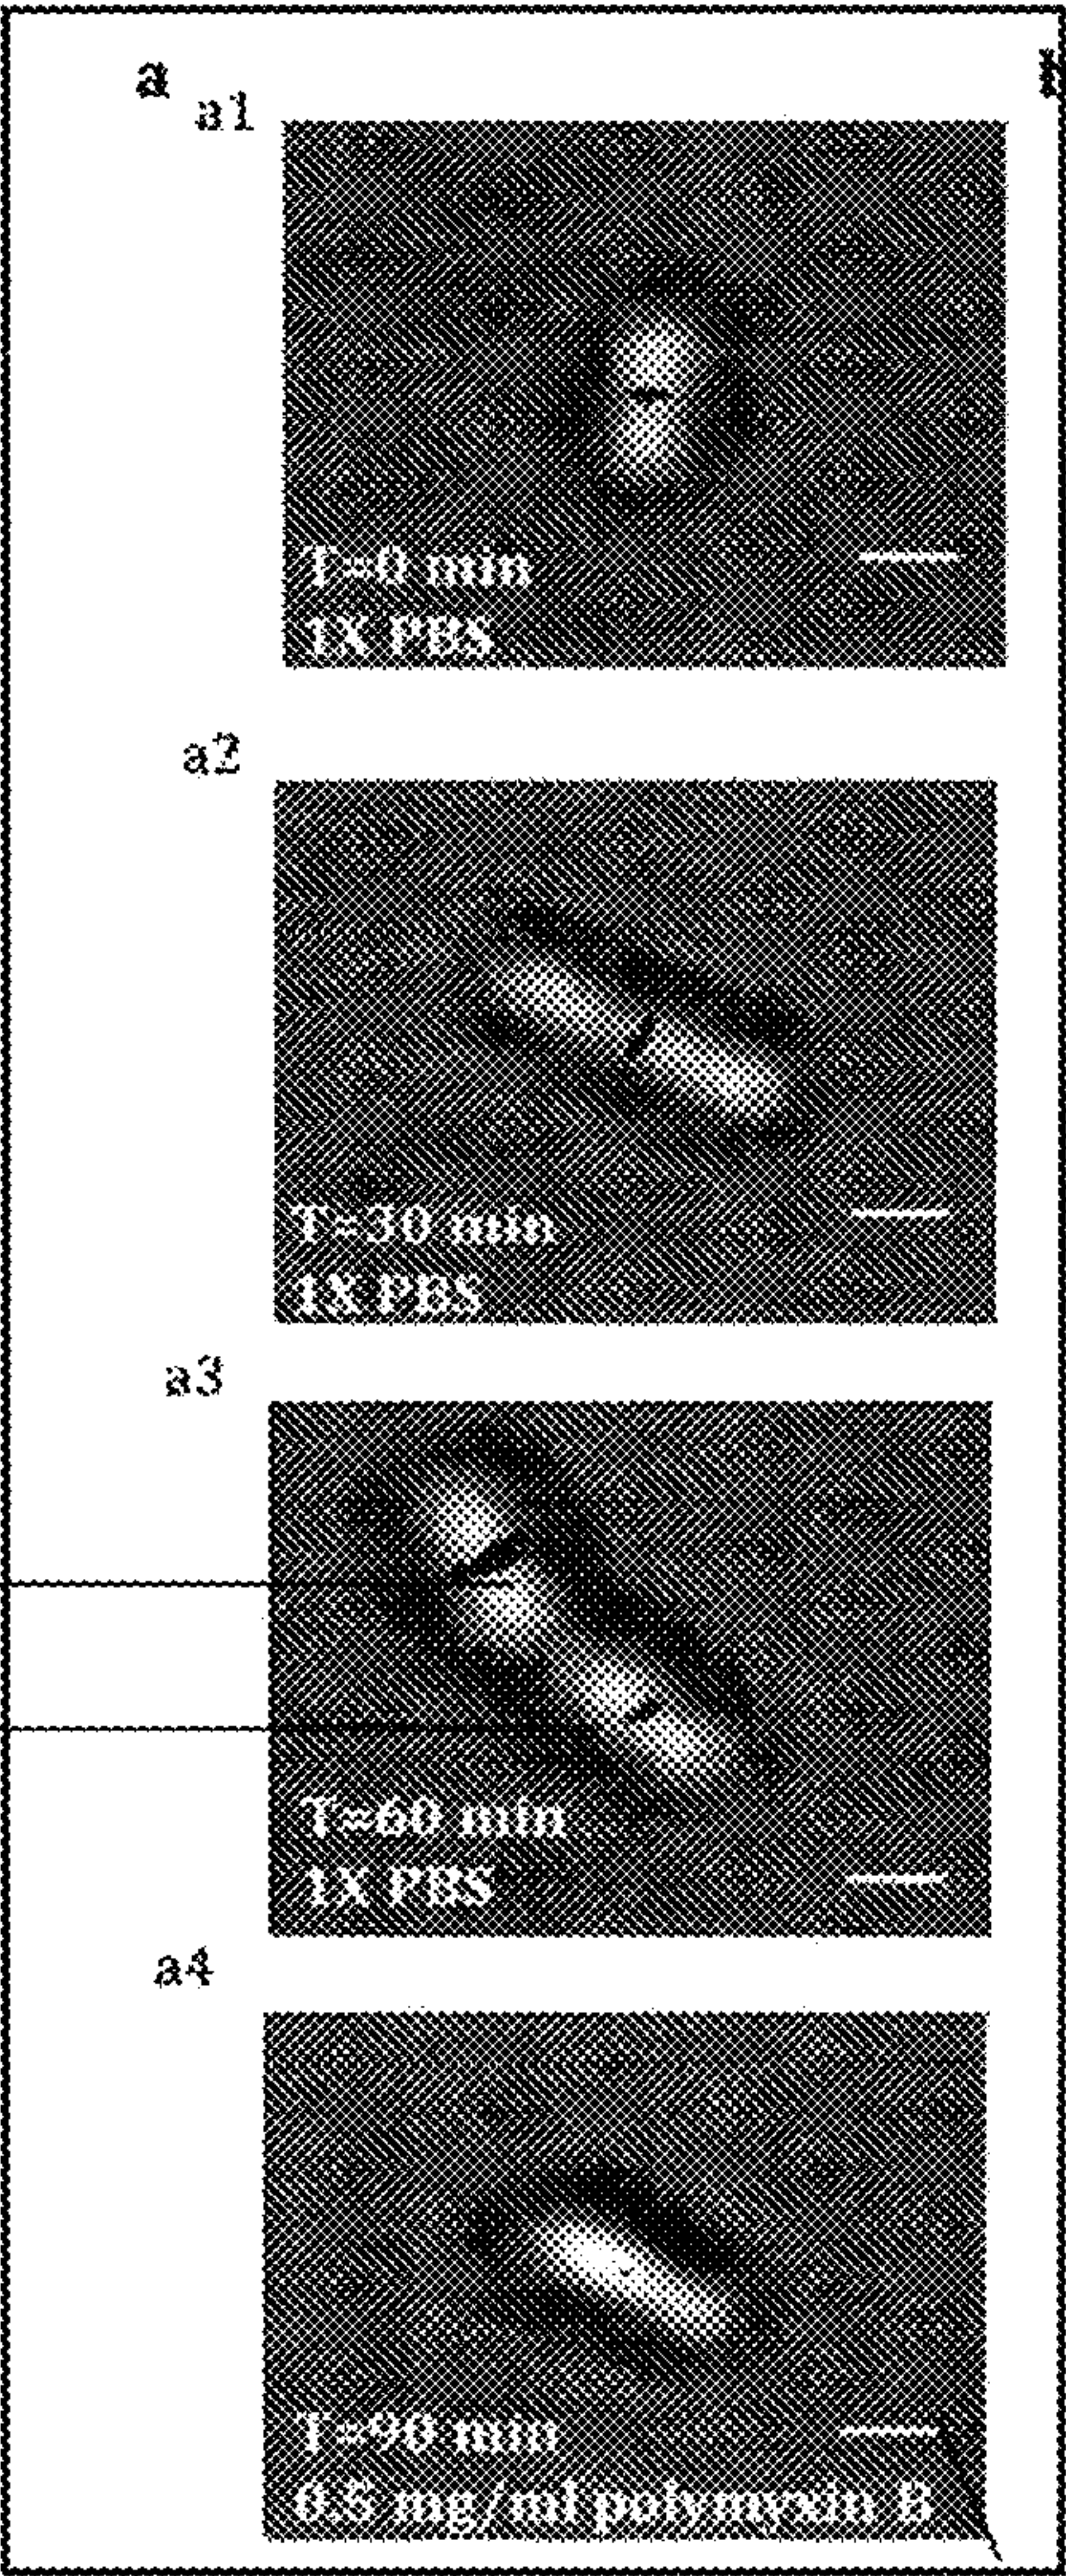 a
a1
T=0 min
1X PBS
a2
T=30 min
1X PBS
a3
T=60 min
1X PBS
a4
T=90 min
0.5 mg/ml polymyxin B